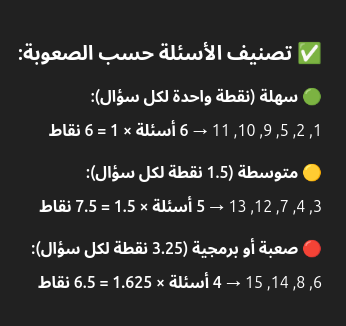 ✅ تصنيف الأسئلة حسب الصعوبة:
🟢 سهلة (نقطة واحدة لكل سؤال):
1, 2, 5, 9, 10, 11 → 6 أسئلة × 1 = 6 نقاط
🟡 متوسطة (1.5 نقطة لكل سؤال):
3, 4, 7, 12, 13 → 5 أسئلة × 1.5 = 7.5 نقاط
🔴 صعبة أو برمجية (3.25 نقطة لكل سؤال):
6, 8, 14, 15 → 4 أسئلة × 1.625 = 6.5 نقاط